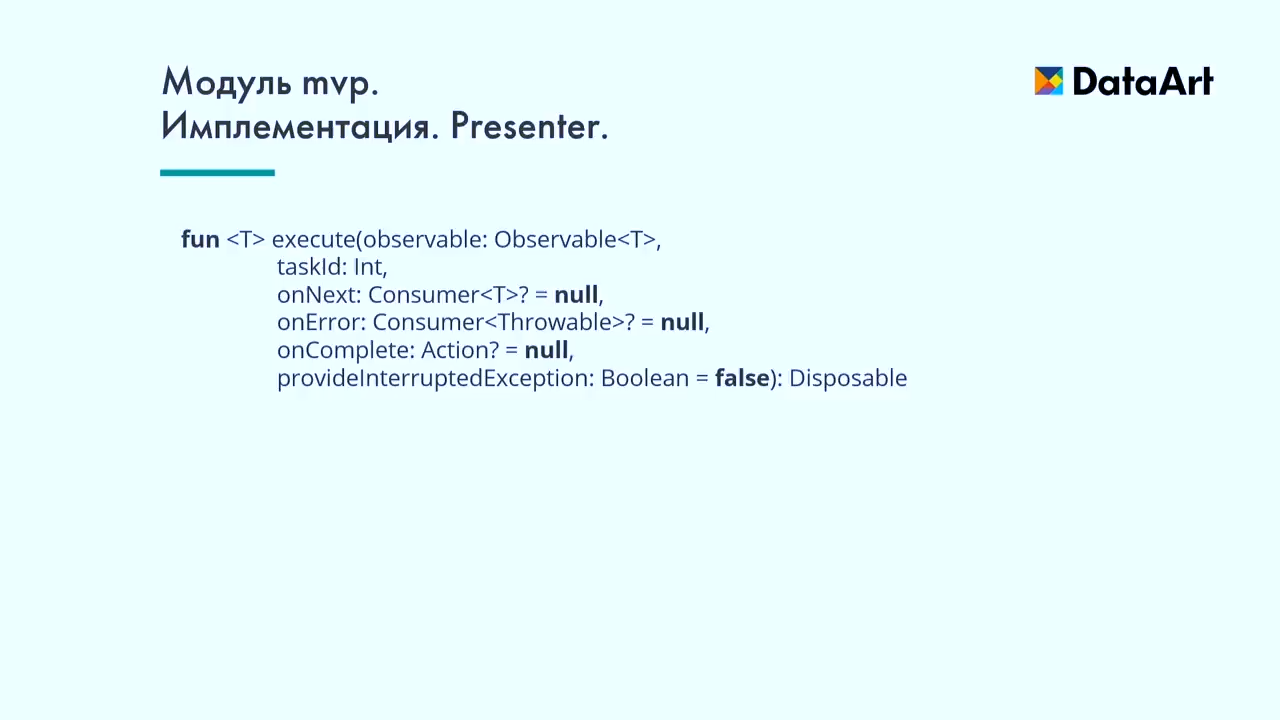 Модуль mvp.
Имплементация. Presenter.
DataArt
fun <T> execute(observable: Observable<T>,
taskId: Int,
onNext: Consumer<T>? = null,
onError: Consumer<Throwable>? = null,
onComplete: Action? = null,
provideInterruptedException: Boolean = false): Disposable